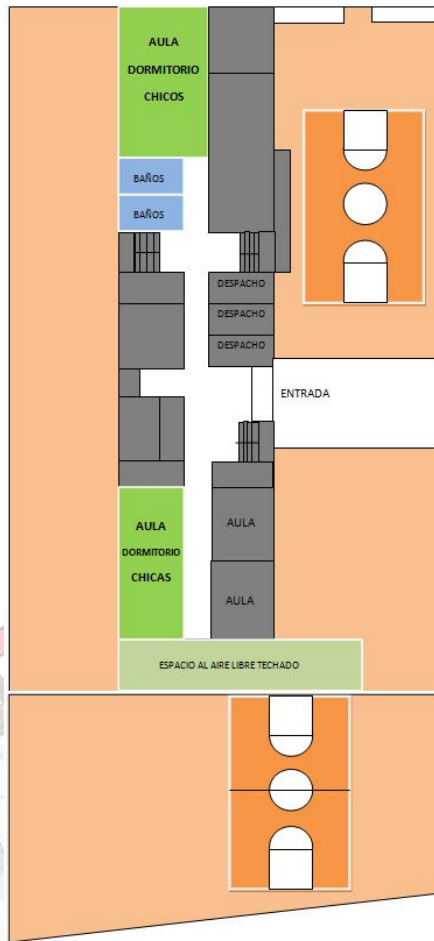 AULA
DORMITORIO
CHICOS
BAÑOS
BAÑOS
DESPACHO
DESPACHO
DESPACHO
ENTRADA
AULA
DORMITORIO
CHICAS
AULA
AULA
ESPACIO AL AIRE LIBRE TECHADO